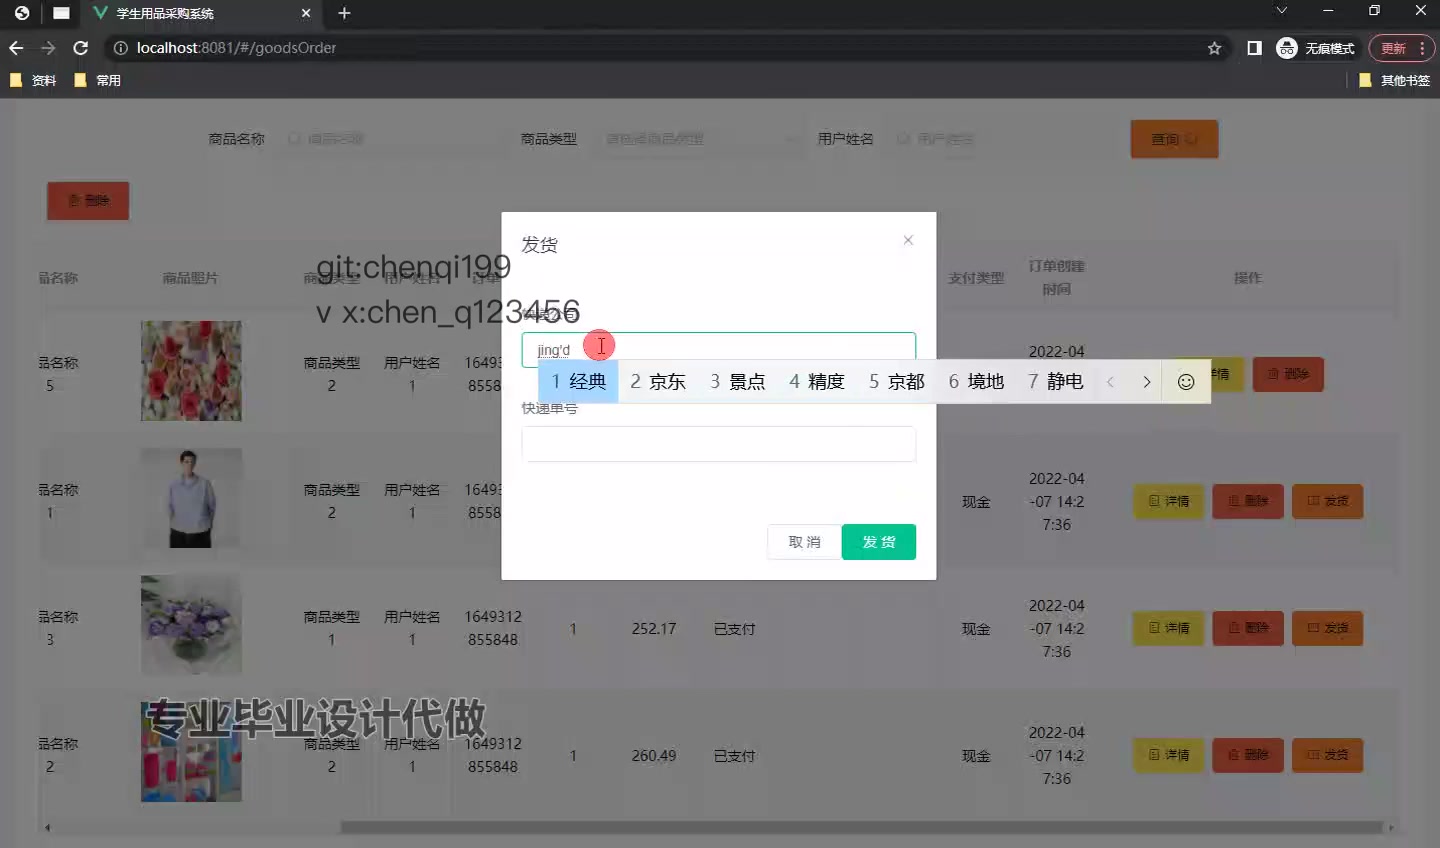 学生用品采购系统
localhost:8081/#/goodsOrder
无痕模式
更新
资料
常用
其他书签
商品名称
商品名称
商品类型
请选择商品类型
用户姓名
用户姓名
查询
删除
发货
git:chenqi199
v x:chen_q123456
品名称
商品照片
商品类型
用户姓名
订单
支付类型
订单创建
时间
操作
快递公司
jing'd
1 经典 2 京东 3 景点 4 精度 5 京都 6 境地 7 静电
快递单号
取 消
发 货
品名称
5
商品类型
2
用户姓名
1
16493
8558
2022-04
详情
删除
品名称
1
商品类型
2
用户姓名
1
16493
8558
现金
2022-04
-07 14:2
7:36
详情
删除
发货
品名称
3
商品类型
1
用户姓名
1
1649312
855848
1
252.17
已支付
现金
2022-04
-07 14:2
7:36
详情
删除
发货
专业毕业设计代做
品名称
2
商品类型
2
用户姓名
1
1649312
855848
1
260.49
已支付
现金
2022-04
-07 14:2
7:36
详情
删除
发货